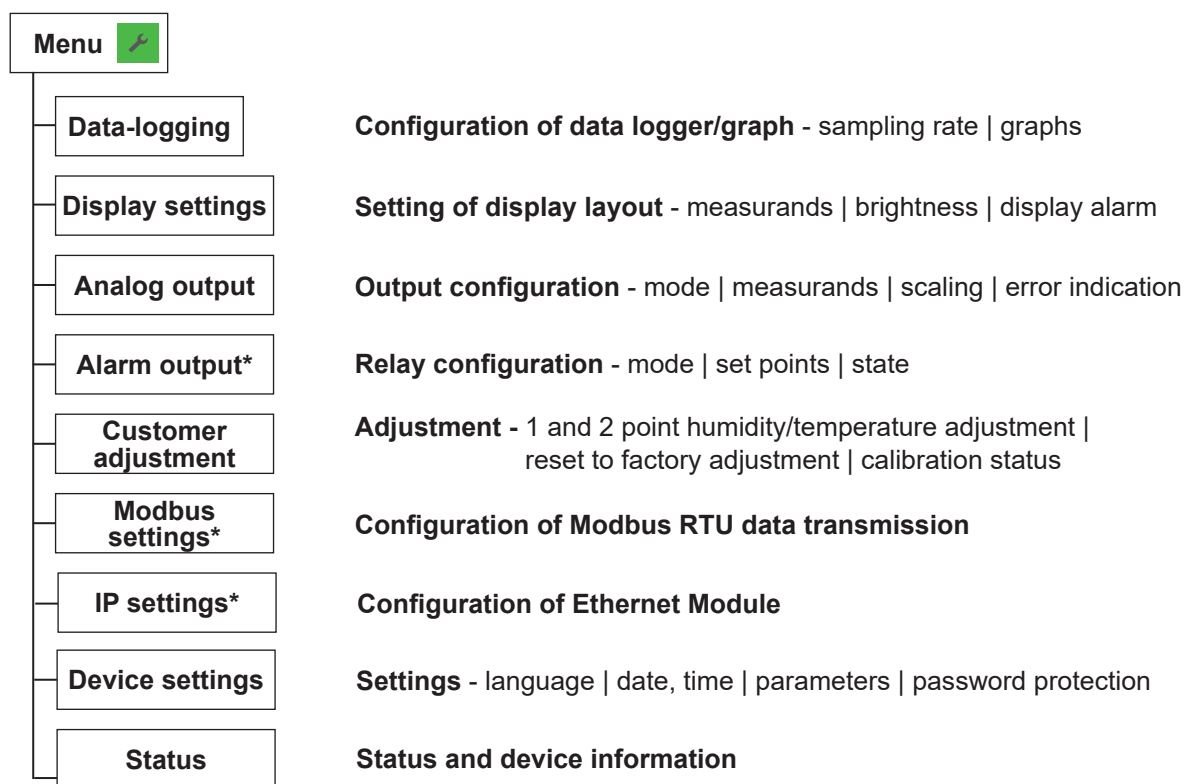 Menu
Data-logging
Configuration of data logger/graph - sampling rate | graphs
Display settings
Setting of display layout - measurands | brightness | display alarm
Analog output
Output configuration - mode | measurands | scaling | error indication
Alarm output*
Relay configuration - mode | set points | state
Customer
adjustment
Adjustment - 1 and 2 point humidity/temperature adjustment |
reset to factory adjustment | calibration status
Modbus
settings*
Configuration of Modbus RTU data transmission
IP settings*
Configuration of Ethernet Module
Device settings
Settings - language | date, time | parameters | password protection
Status
Status and device information